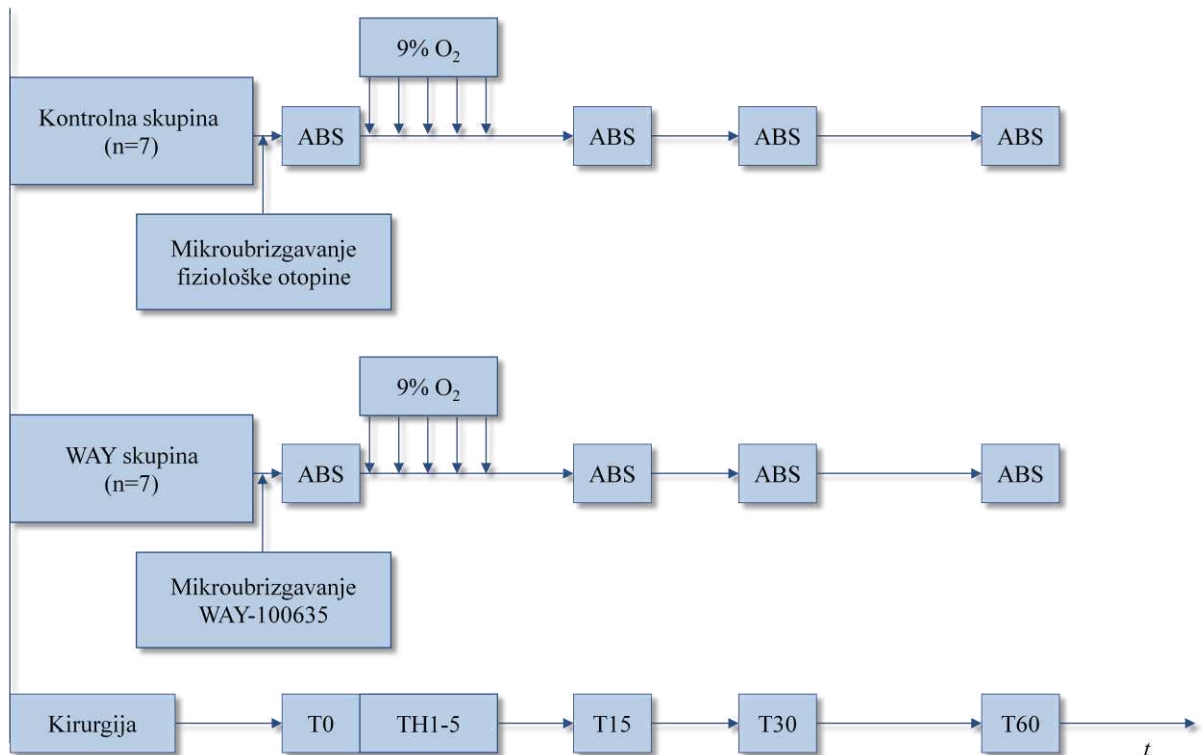 9% O₂
Kontrolna skupina
(n=7)
ABS
ABS
ABS
ABS
Mikroubrizgavanje
fiziološke otopine
9% O₂
WAY skupina
(n=7)
ABS
ABS
ABS
ABS
Mikroubrizgavanje
WAY-100635
Kirurgija
T0
TH1-5
T15
T30
T60
t